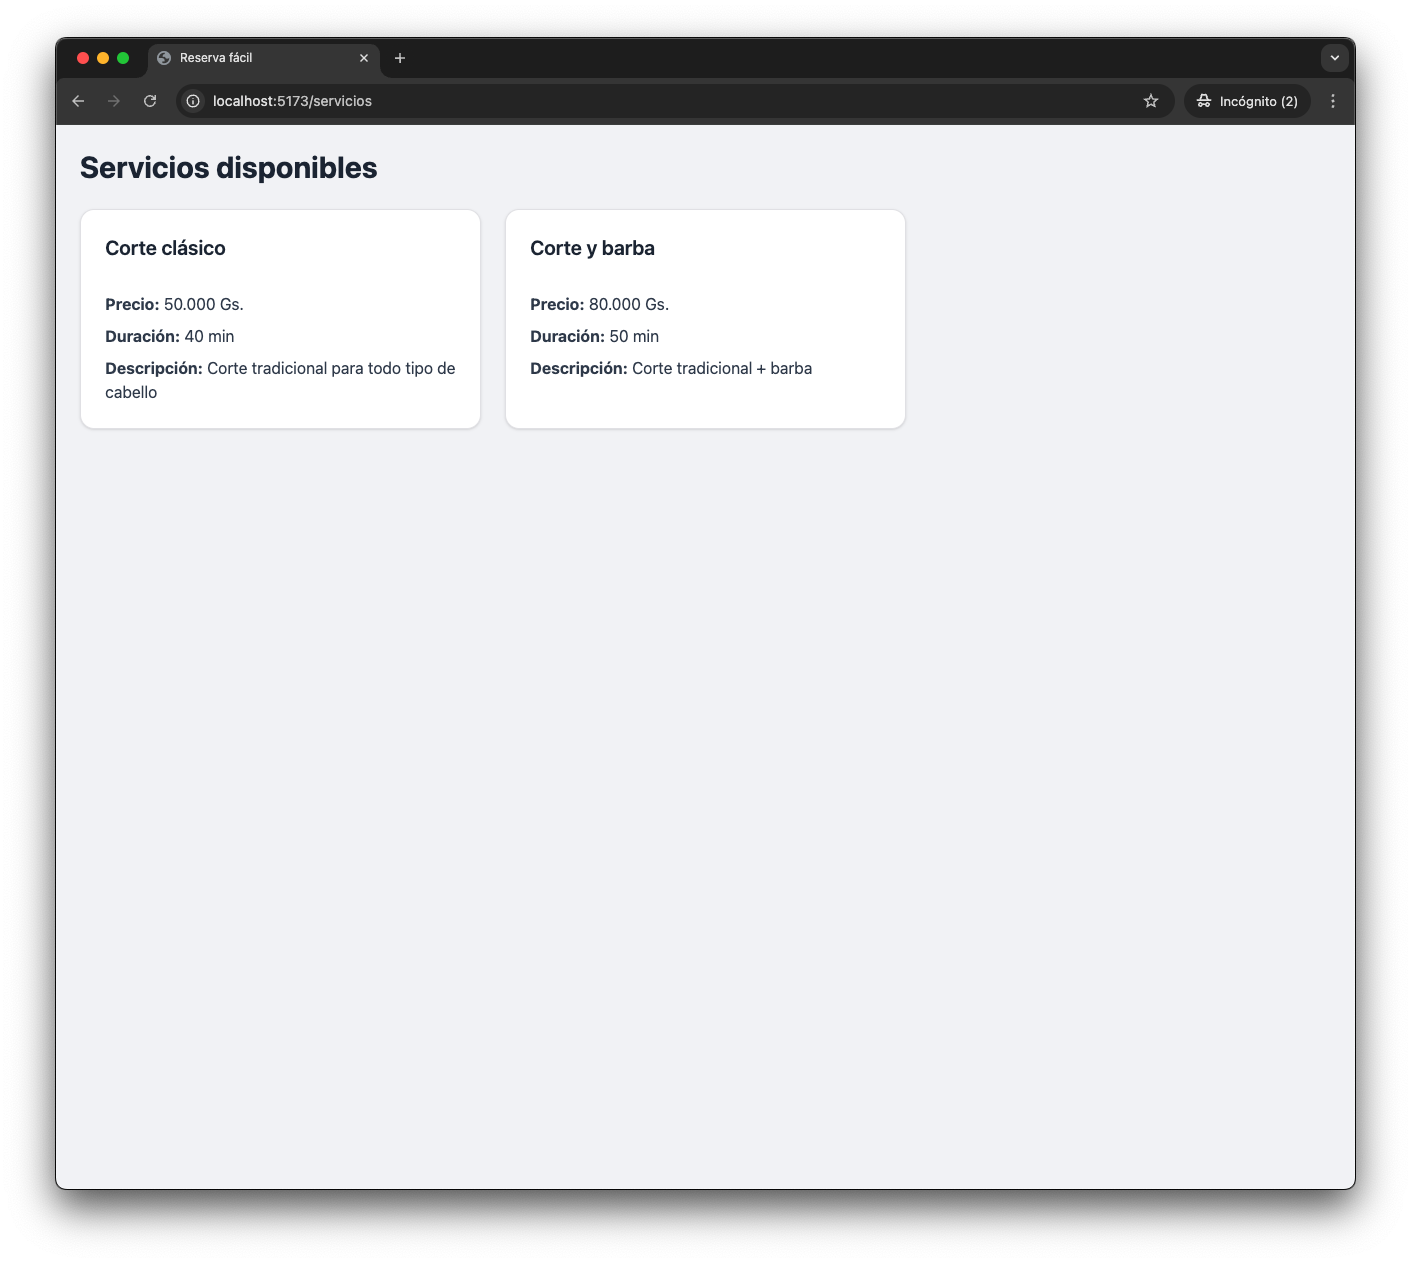 Reserva fácil
localhost:5173/servicios
Incógnito (2)
Servicios disponibles
Corte clásico
Precio: 50.000 Gs.
Duración: 40 min
Descripción: Corte tradicional para todo tipo de
cabello
Corte y barba
Precio: 80.000 Gs.
Duración: 50 min
Descripción: Corte tradicional + barba